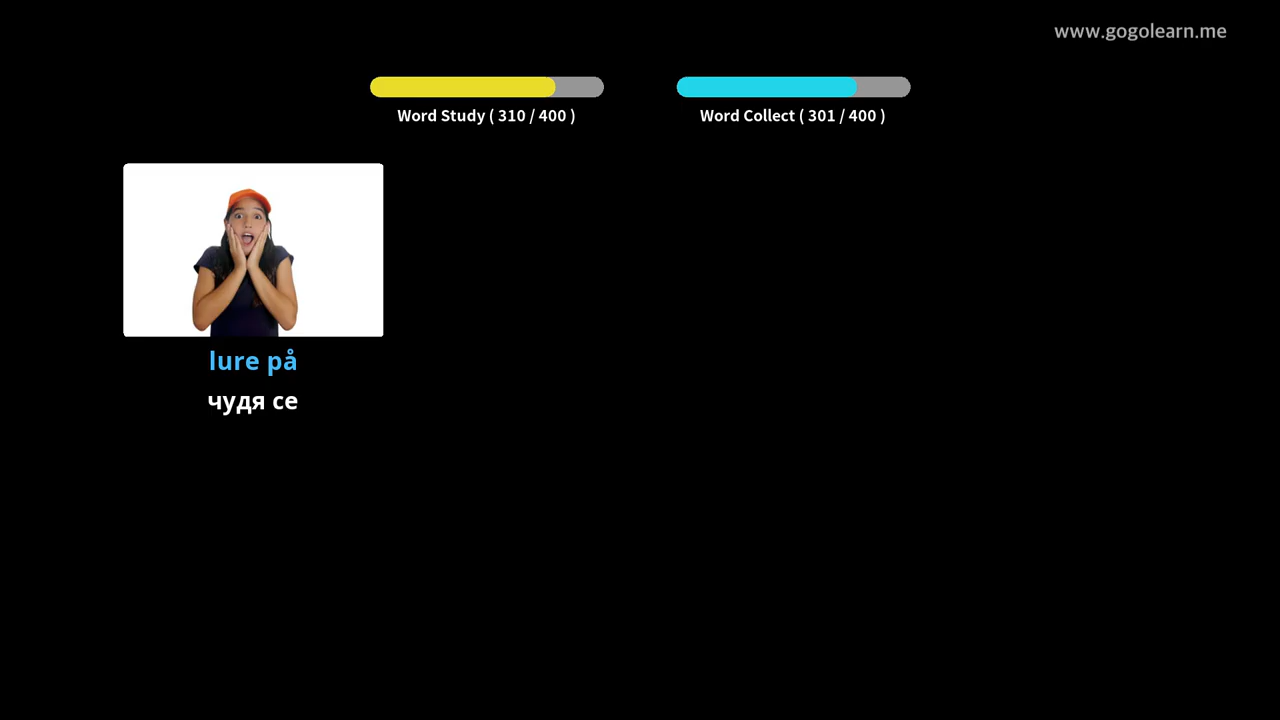 www.gogolearn.me
Word Study ( 310 / 400 )
Word Collect ( 301 / 400 )
lure på
чудя се